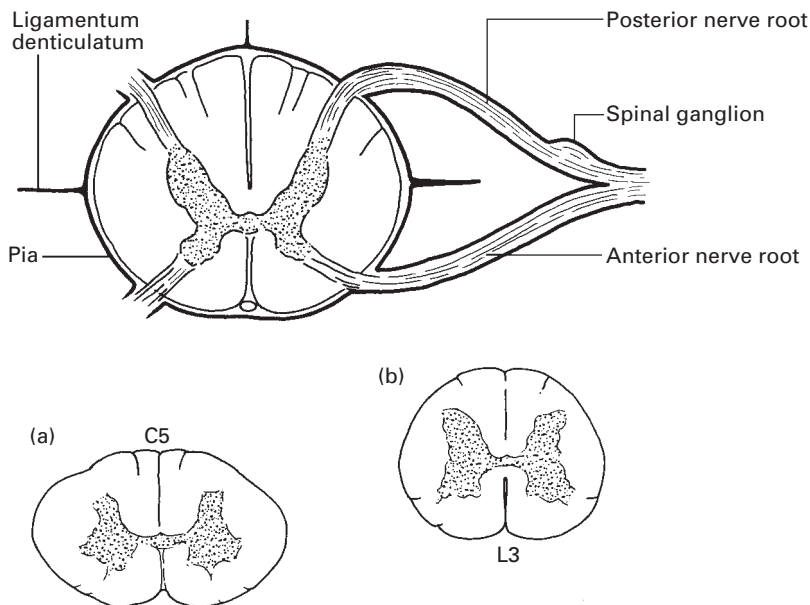 Ligamentum
denticulatum
Posterior nerve root
Spinal ganglion
Pia
Anterior nerve root
(a)
C5
(b)
L3